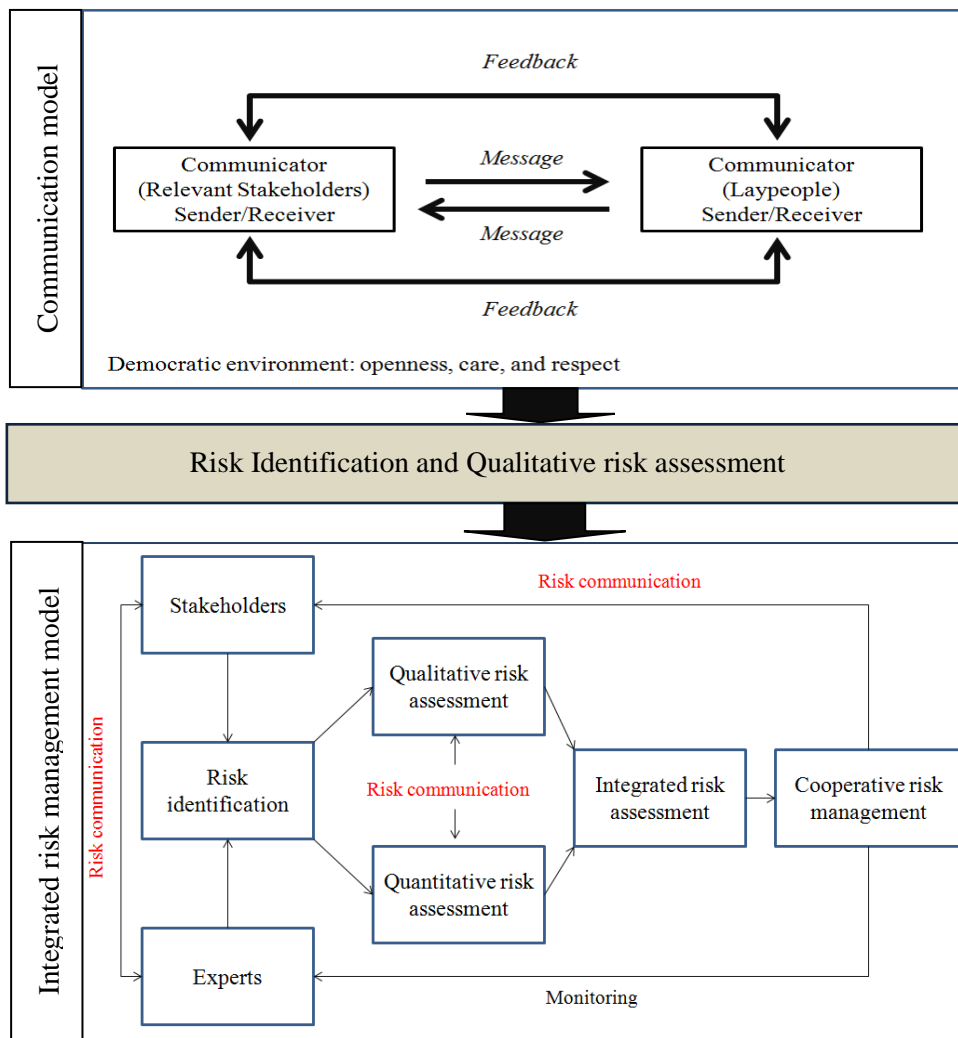 Communication model
Feedback
Communicator
(Relevant Stakeholders)
Sender/Receiver
Message
Message
Communicator
(Laypeople)
Sender/Receiver
Feedback
Democratic environment: openness, care, and respect
Risk Identification and Qualitative risk assessment
Integrated risk management model
Risk communication
Stakeholders
Risk communication
Qualitative risk
assessment
Risk
identification
Risk communication
Integrated risk
assessment
Cooperative risk
management
Quantitative risk
assessment
Experts
Monitoring